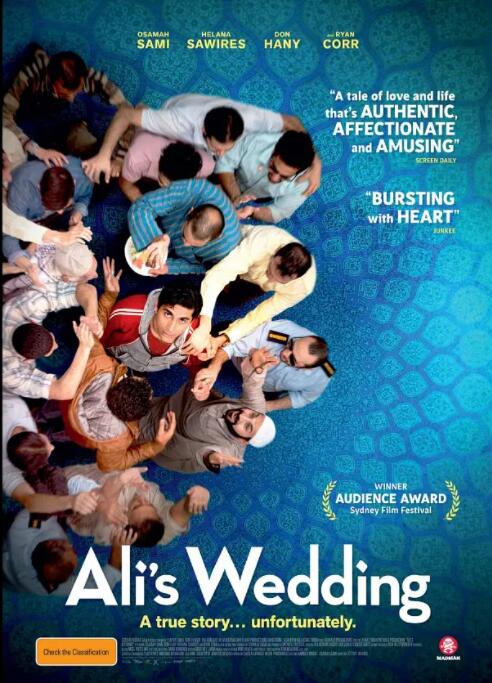 OSAMAH SAMI
HELANA SAWIRES
DON HANY
AND RYAN CORR
"A tale of love and life
that's AUTHENTIC,
AFFECTIONATE
and AMUSING"
SCREEN DAILY
"BURSTING
with HEART"
JUNKEE
WINNER
AUDIENCE AWARD
Sydney Film Festival
Ali's Wedding
A true story... unfortunately.
Check the Classification
MADMAN